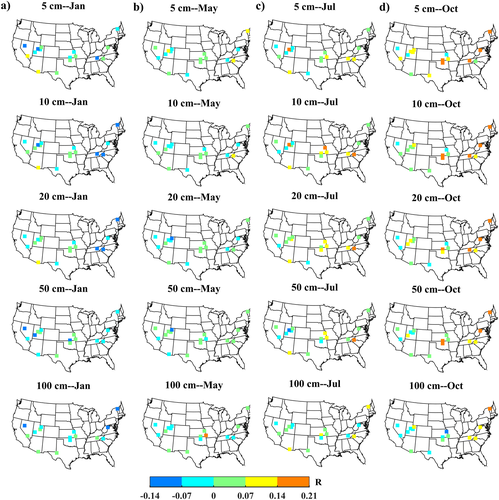 a) 5 cm--Jan b) 5 cm--May c) 5 cm--Jul d) 5 cm--Oct
10 cm--Jan 10 cm--May 10 cm--Jul 10 cm--Oct
20 cm--Jan 20 cm--May 20 cm--Jul 20 cm--Oct
50 cm--Jan 50 cm--May 50 cm--Jul 50 cm--Oct
100 cm--Jan 100 cm--May 100 cm--Jul 100 cm--Oct
R
-0.14 -0.07 0 0.07 0.14 0.21